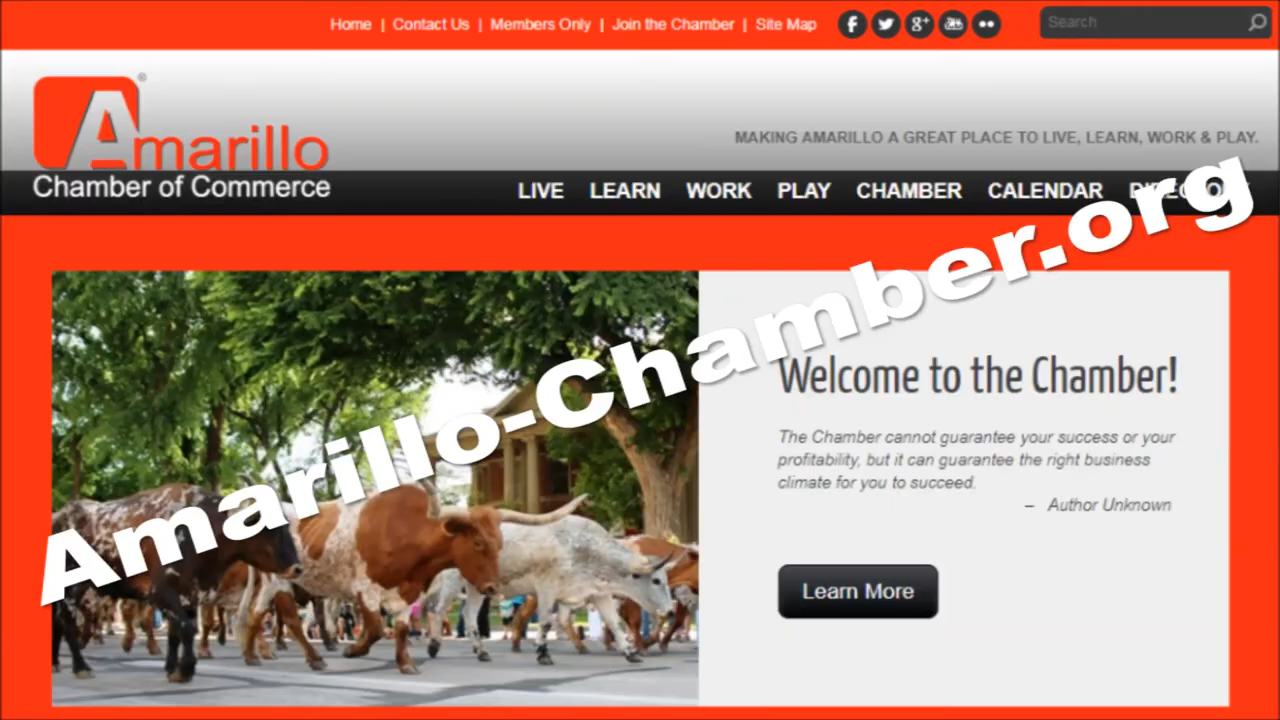 Home | Contact Us | Members Only | Join the Chamber | Site Map
Search
Amarillo
Chamber of Commerce
MAKING AMARILLO A GREAT PLACE TO LIVE, LEARN, WORK & PLAY.
LIVE LEARN WORK PLAY CHAMBER CALENDAR
Amarillo-Chamber.org
Welcome to the Chamber!
The Chamber cannot guarantee your success or your
profitability, but it can guarantee the right business
climate for you to succeed.
– Author Unknown
Learn More